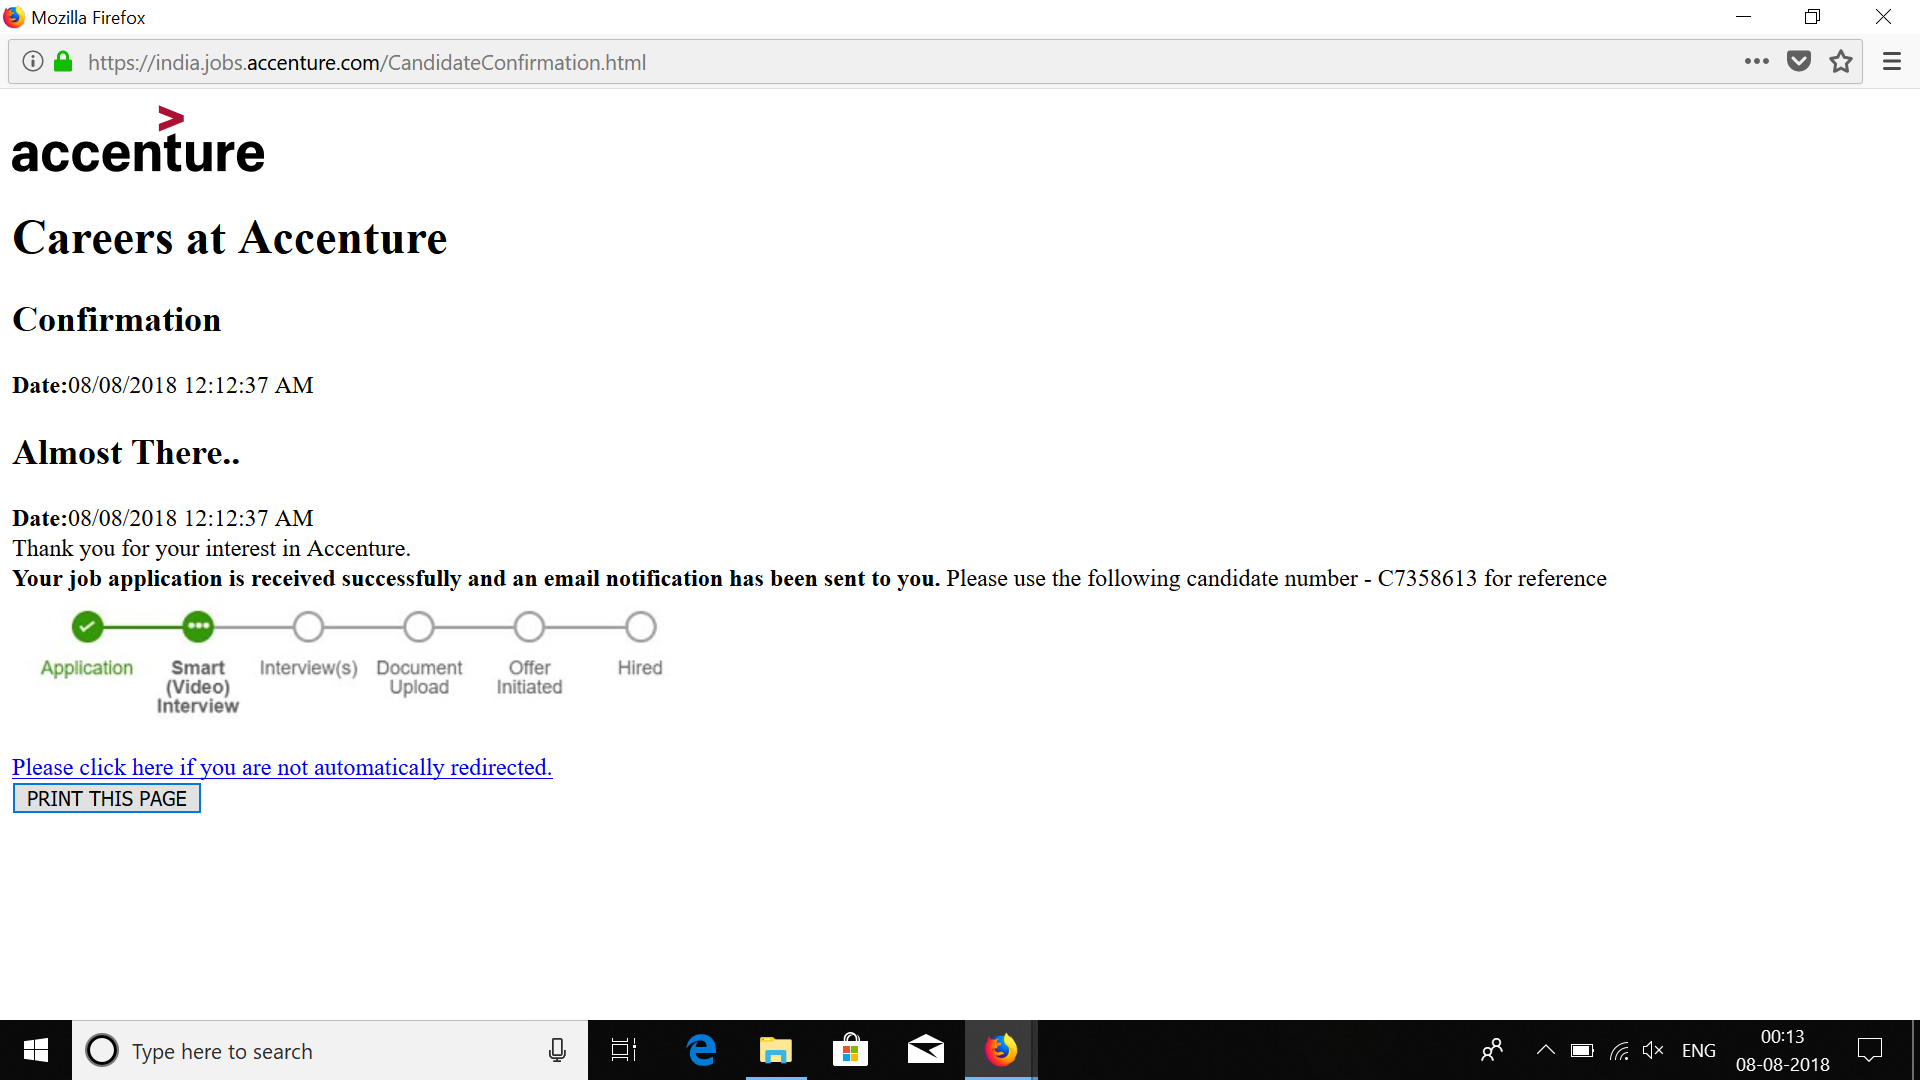 Mozilla Firefox
https://india.jobs.accenture.com/CandidateConfirmation.html
>
accenture
Careers at Accenture
Confirmation
Date:08/08/2018 12:12:37 AM
Almost There..
Date:08/08/2018 12:12:37 AM
Thank you for your interest in Accenture.
Your job application is received successfully and an email notification has been sent to you. Please use the following candidate number - C7358613 for reference
Application
Smart
(Video)
Interview
Interview(s)
Document
Upload
Offer
Initiated
Hired
Please click here if you are not automatically redirected.
PRINT THIS PAGE
Type here to search
ENG
00:13
08-08-2018